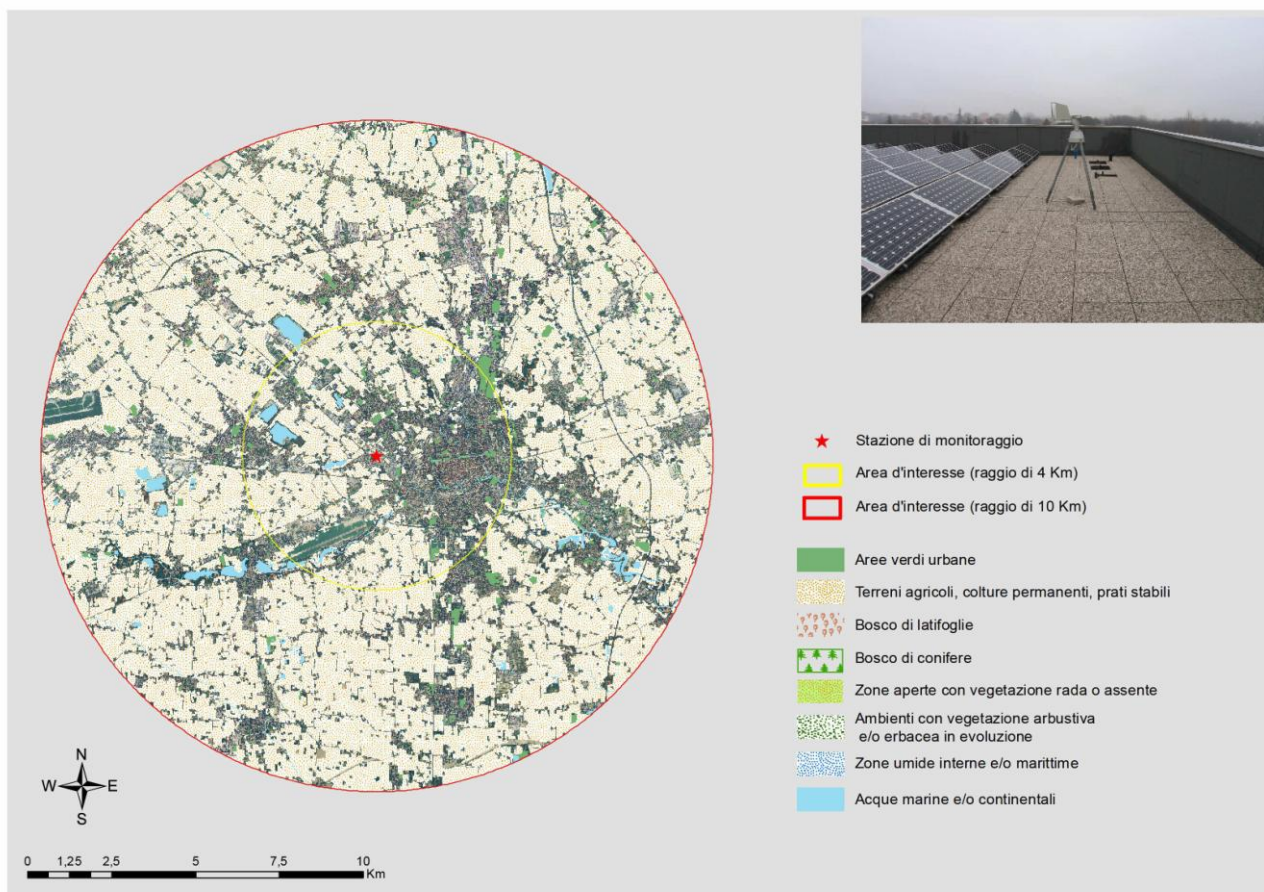 Stazione di monitoraggio
Area d'interesse (raggio di 4 Km)
Area d'interesse (raggio di 10 Km)
Aree verdi urbane
Terreni agricoli, colture permanenti, prati stabili
Bosco di latifoglie
Bosco di conifere
Zone aperte con vegetazione rada o assente
Ambienti con vegetazione arbustiva
e/o erbacea in evoluzione
Zone umide interne e/o marittime
Acque marine e/o continentali
N
W E
S
0 1,25 2,5 5 7,5 10
Km